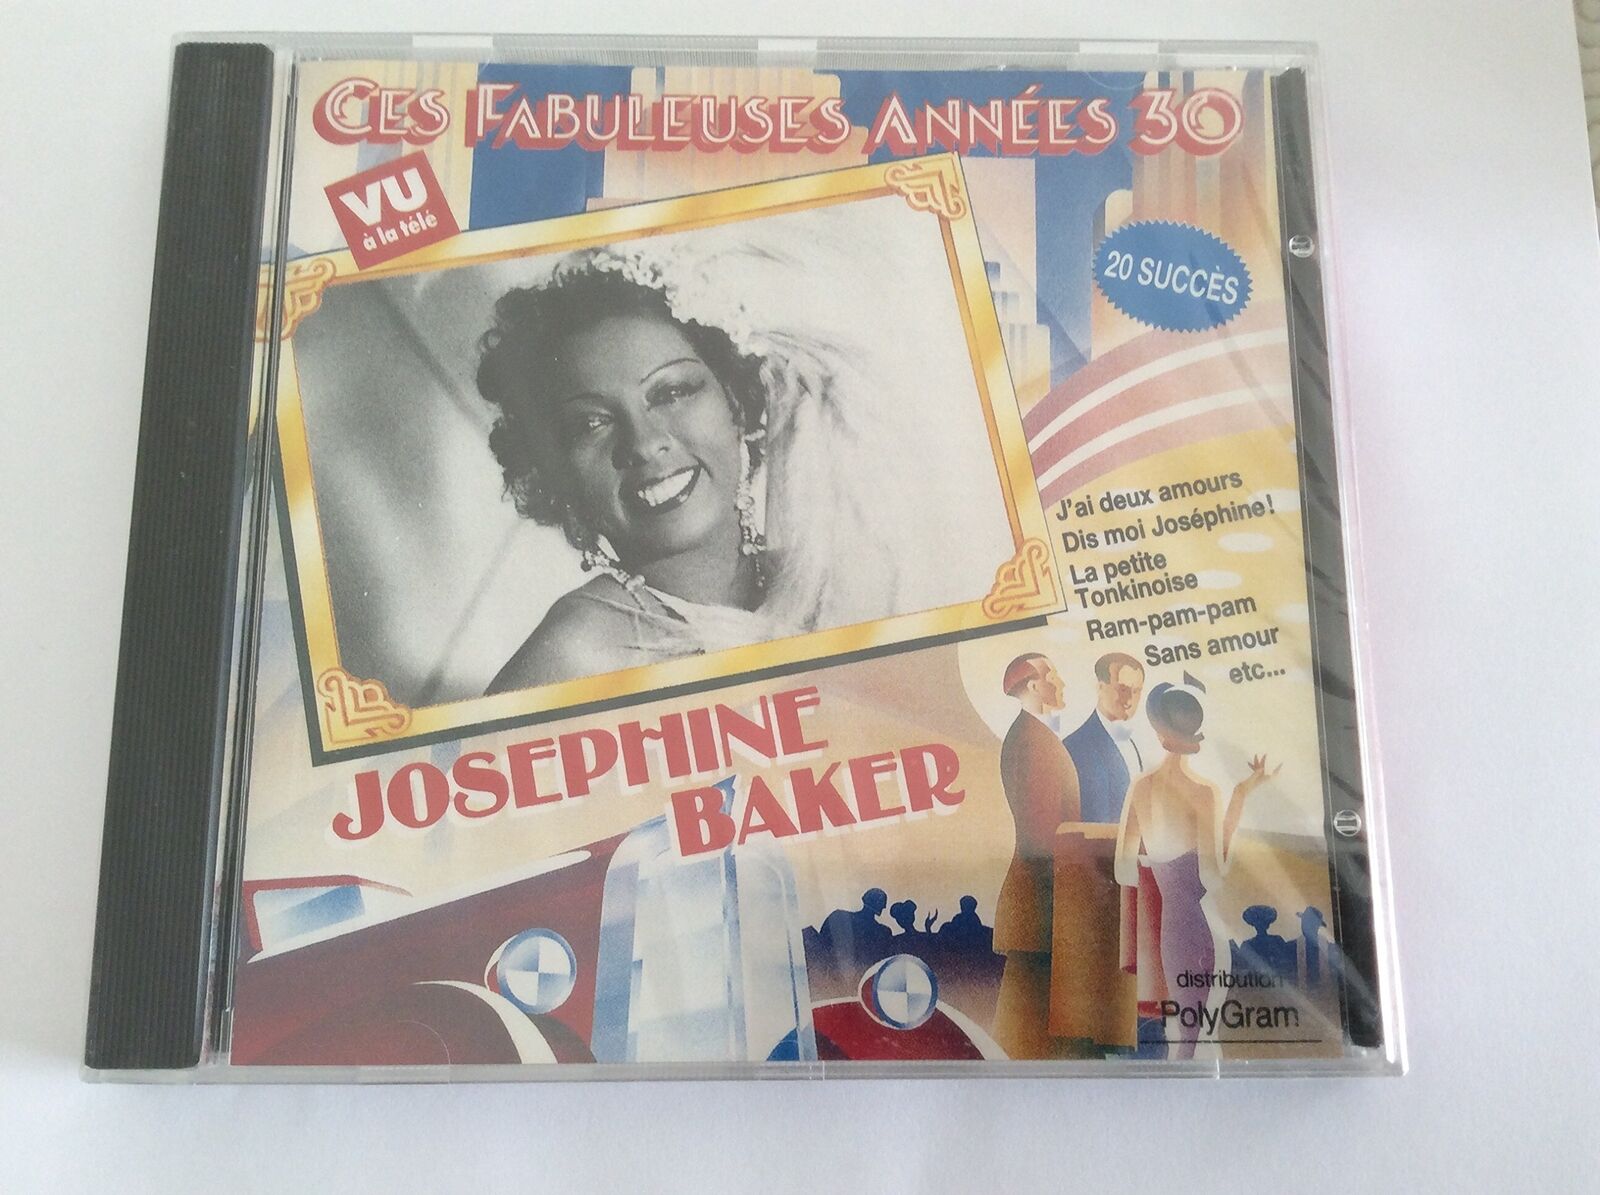 CES FABULEUSES ANNÉES 30
VU
à la télé
20 SUCCÈS
J'ai deux amours
Dis moi Joséphine!
La petite
Tonkinoise
Ram-pam-pam
Sans amour
etc...
JOSEPHINE
BAKER
distribution
PolyGram